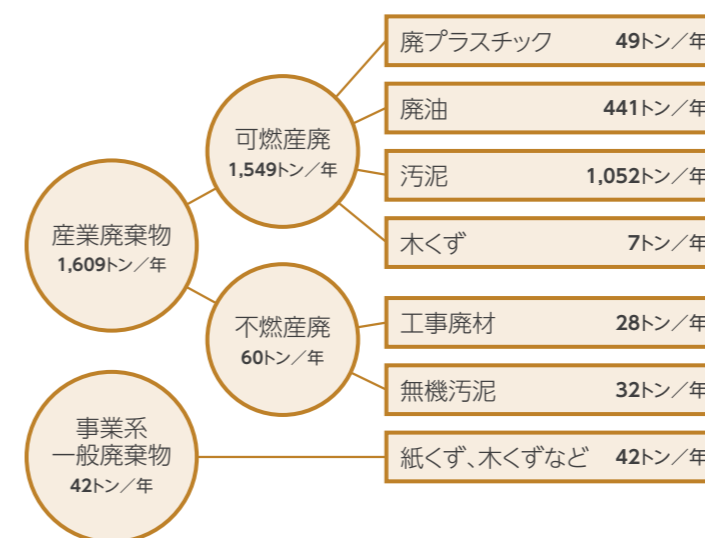 産業廃棄物
1,609トン／年
可燃産廃
1,549トン／年
廃プラスチック 49トン／年
廃油 441トン／年
汚泥 1,052トン／年
木くず 7トン／年
不燃産廃
60トン／年
工事廃材 28トン／年
無機汚泥 32トン／年
事業系
一般廃棄物
42トン／年
紙くず、木くずなど 42トン／年